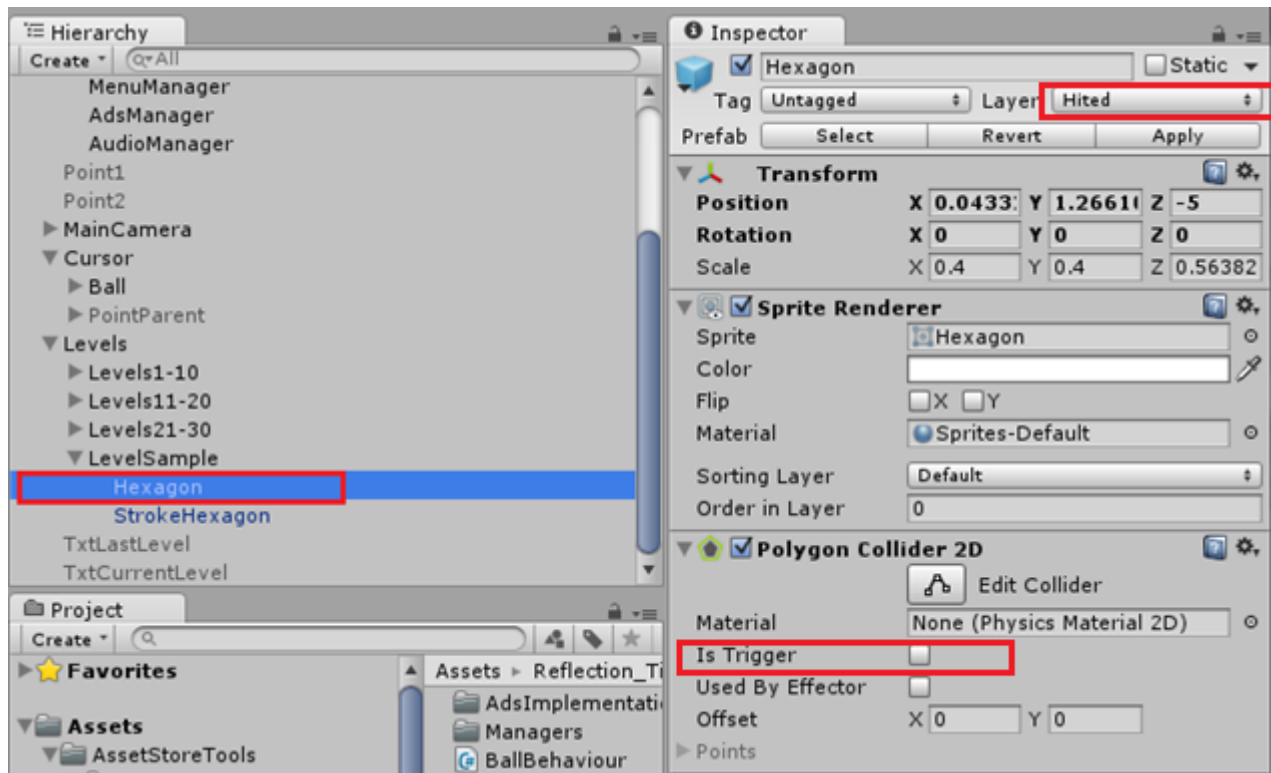 Hierarchy
Create All
MenuManager
AdsManager
AudioManager
Point1
Point2
MainCamera
Cursor
Ball
PointParent
Levels
Levels1-10
Levels11-20
Levels21-30
LevelSample
Hexagon
StrokeHexagon
TxtLastLevel
TxtCurrentLevel
Project
Create
Favorites
Assets
AssetStoreTools
Assets Reflection_Ti
AdsImplementati
Managers
BallBehaviour
Inspector
Hexagon Static
Tag Untagged Layer Hited
Prefab Select Revert Apply
Transform
Position X 0.0433 Y 1.2661 Z -5
Rotation X 0 Y 0 Z 0
Scale X 0.4 Y 0.4 Z 0.56382
Sprite Renderer
Sprite Hexagon
Color
Flip X Y
Material Sprites-Default
Sorting Layer Default
Order in Layer 0
Polygon Collider 2D
Edit Collider
Material None (Physics Material 2D)
Is Trigger
Used By Effector
Offset X 0 Y 0
Points